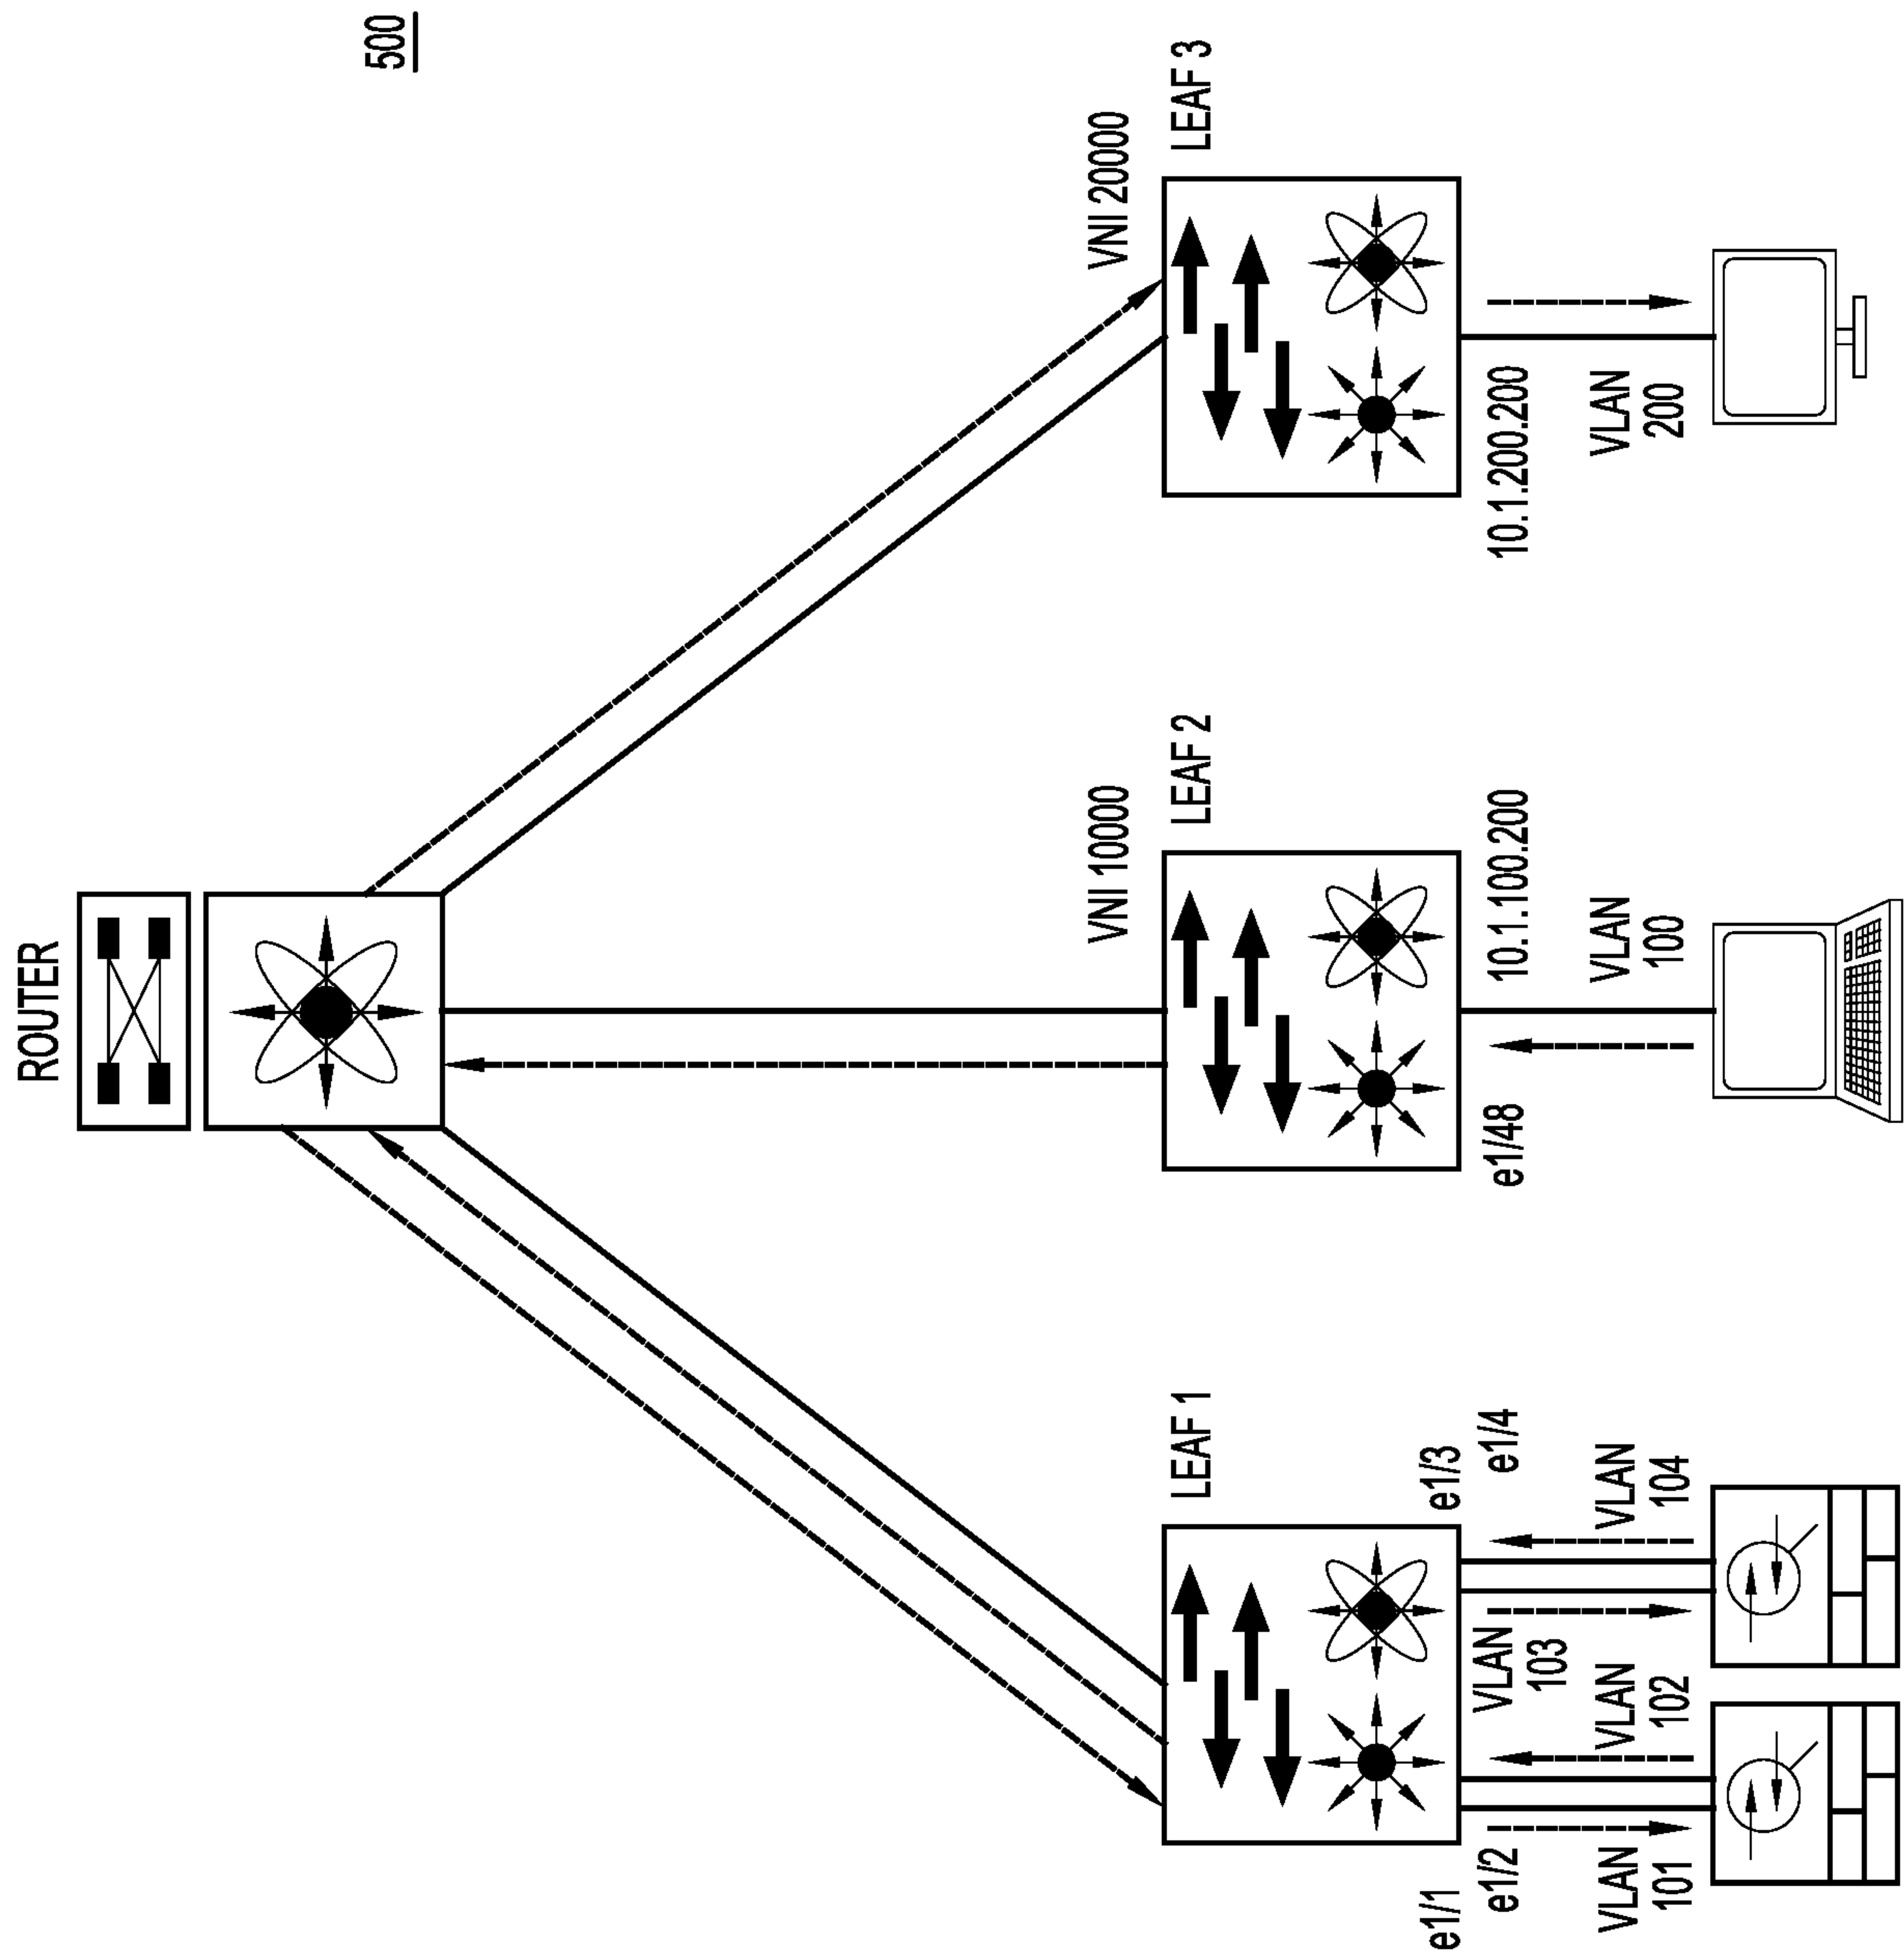 500
ROUTER
VNI 10000
VNI 20000
LEAF 1
LEAF 2
LEAF 3
e1/1
e1/2
e1/3
e1/4
VLAN
101
VLAN
102
VLAN
103
VLAN
104
e1/48
10.1.100.200
VLAN
100
10.1.200.200
VLAN
200